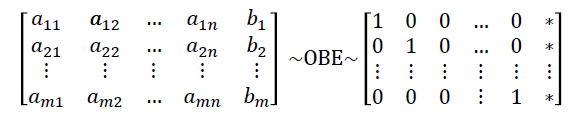 a₁₁ a₁₂ … a₁ₙ b₁ 1 0 0 … 0 *
a₂₁ a₂₂ … a₂ₙ b₂ ~OBE~ 0 1 0 … 0 *
⋮ ⋮ ⋮ ⋮ ⋮ ⋮ ⋮ ⋮ ⋮ ⋮ ⋮
aₘ₁ aₘ₂ … aₘₙ bₘ 0 0 0 ⋮ 1 *